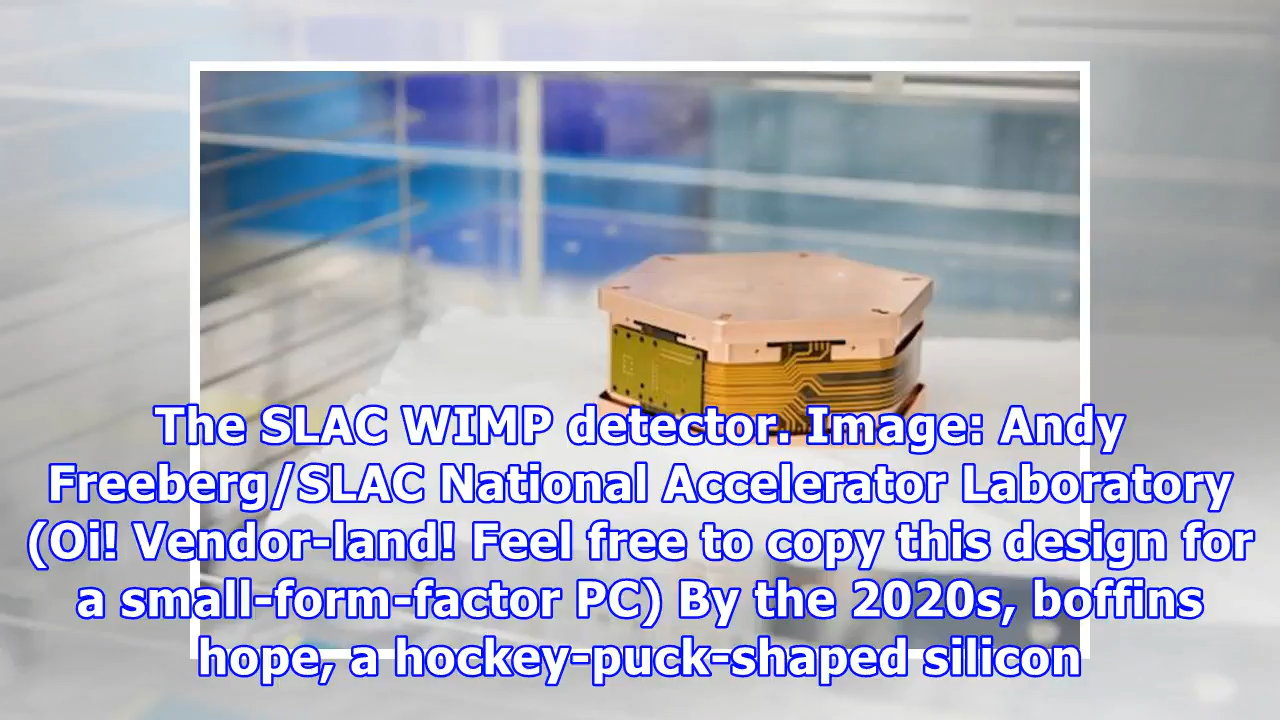 The SLAC WIMP detector. Image: Andy
Freeberg/SLAC National Accelerator Laboratory
(Oi! Vendor-land! Feel free to copy this design for
a small-form-factor PC) By the 2020s, boffins
hope, a hockey-puck-shaped silicon